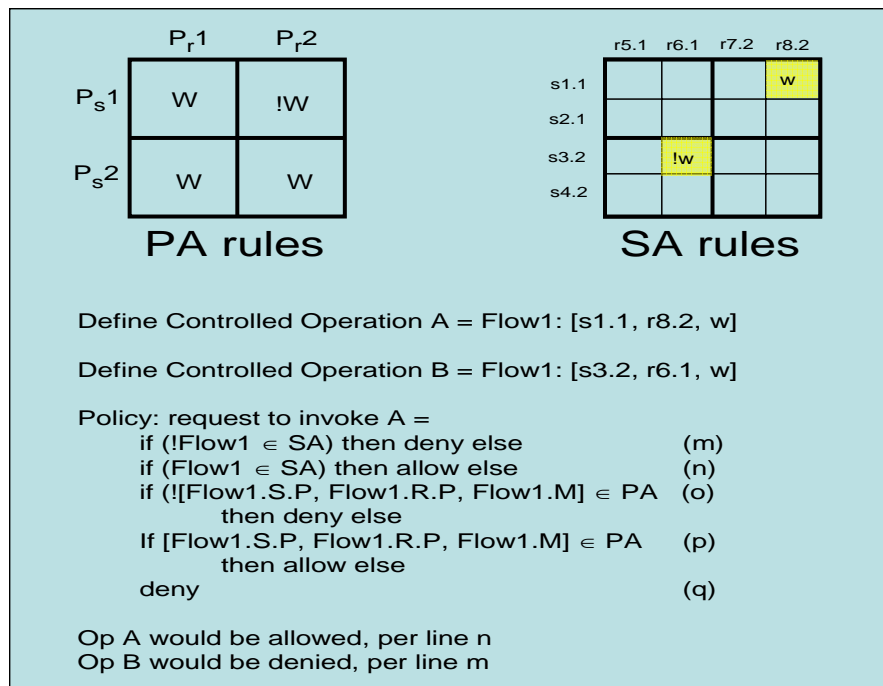 Pr1 Pr2
Ps1 W !W
Ps2 W W
PA rules
r5.1 r6.1 r7.2 r8.2
s1.1 w
s2.1
s3.2 !w
s4.2
SA rules
Define Controlled Operation A = Flow1: [s1.1, r8.2, w]
Define Controlled Operation B = Flow1: [s3.2, r6.1, w]
Policy: request to invoke A =
if (!Flow1 ∈ SA) then deny else (m)
if (Flow1 ∈ SA) then allow else (n)
if (![Flow1.S.P, Flow1.R.P, Flow1.M] ∈ PA (o)
then deny else
If [Flow1.S.P, Flow1.R.P, Flow1.M] ∈ PA (p)
then allow else
deny (q)
Op A would be allowed, per line n
Op B would be denied, per line m